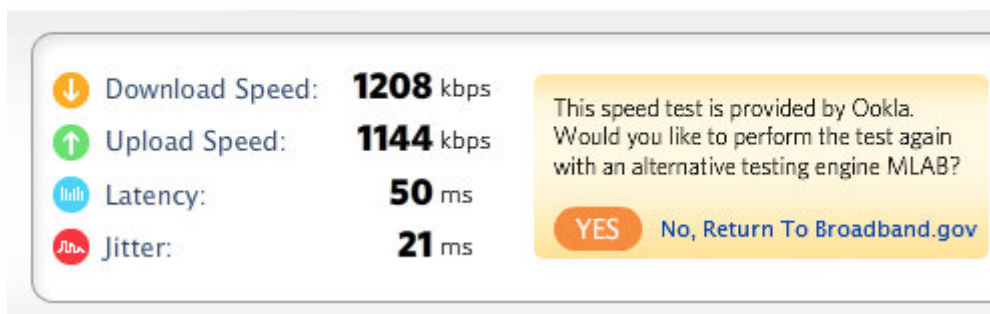 Download Speed: 1208 kbps
Upload Speed: 1144 kbps
Latency: 50 ms
Jitter: 21 ms
This speed test is provided by Ookla.
Would you like to perform the test again
with an alternative testing engine MLAB?
YES No, Return To Broadband.gov